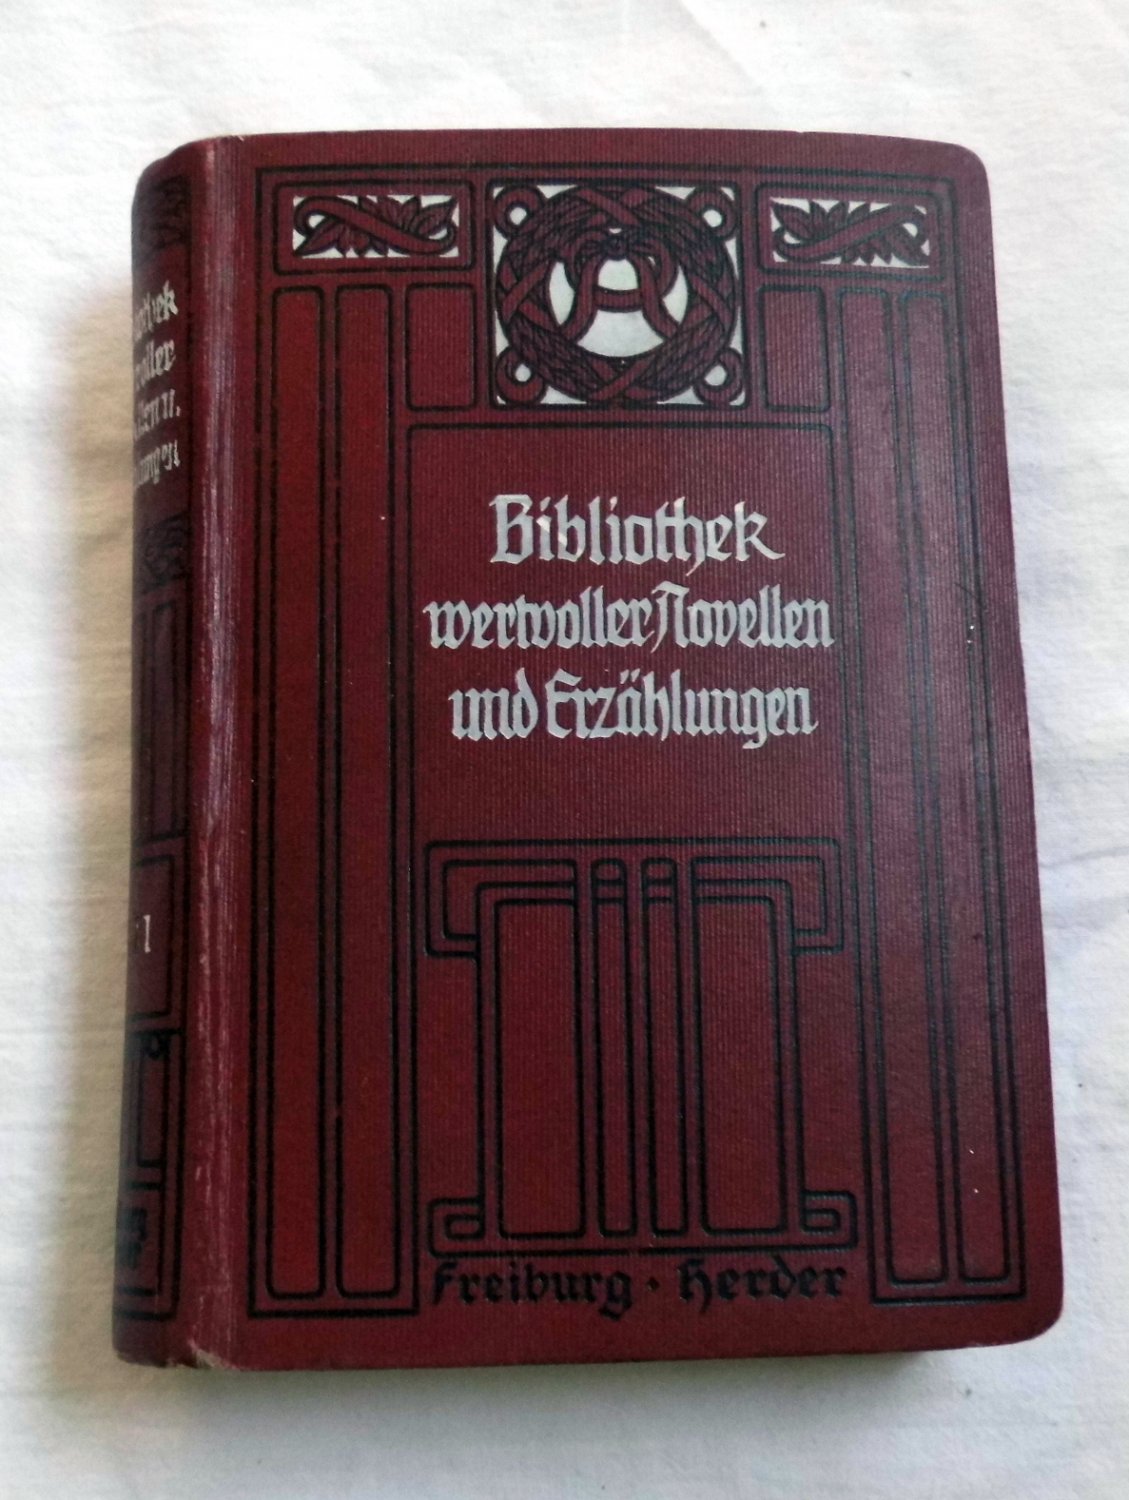 Bibliothek
wertvoller Novellen
und Erzählungen
Freiburg · Herder